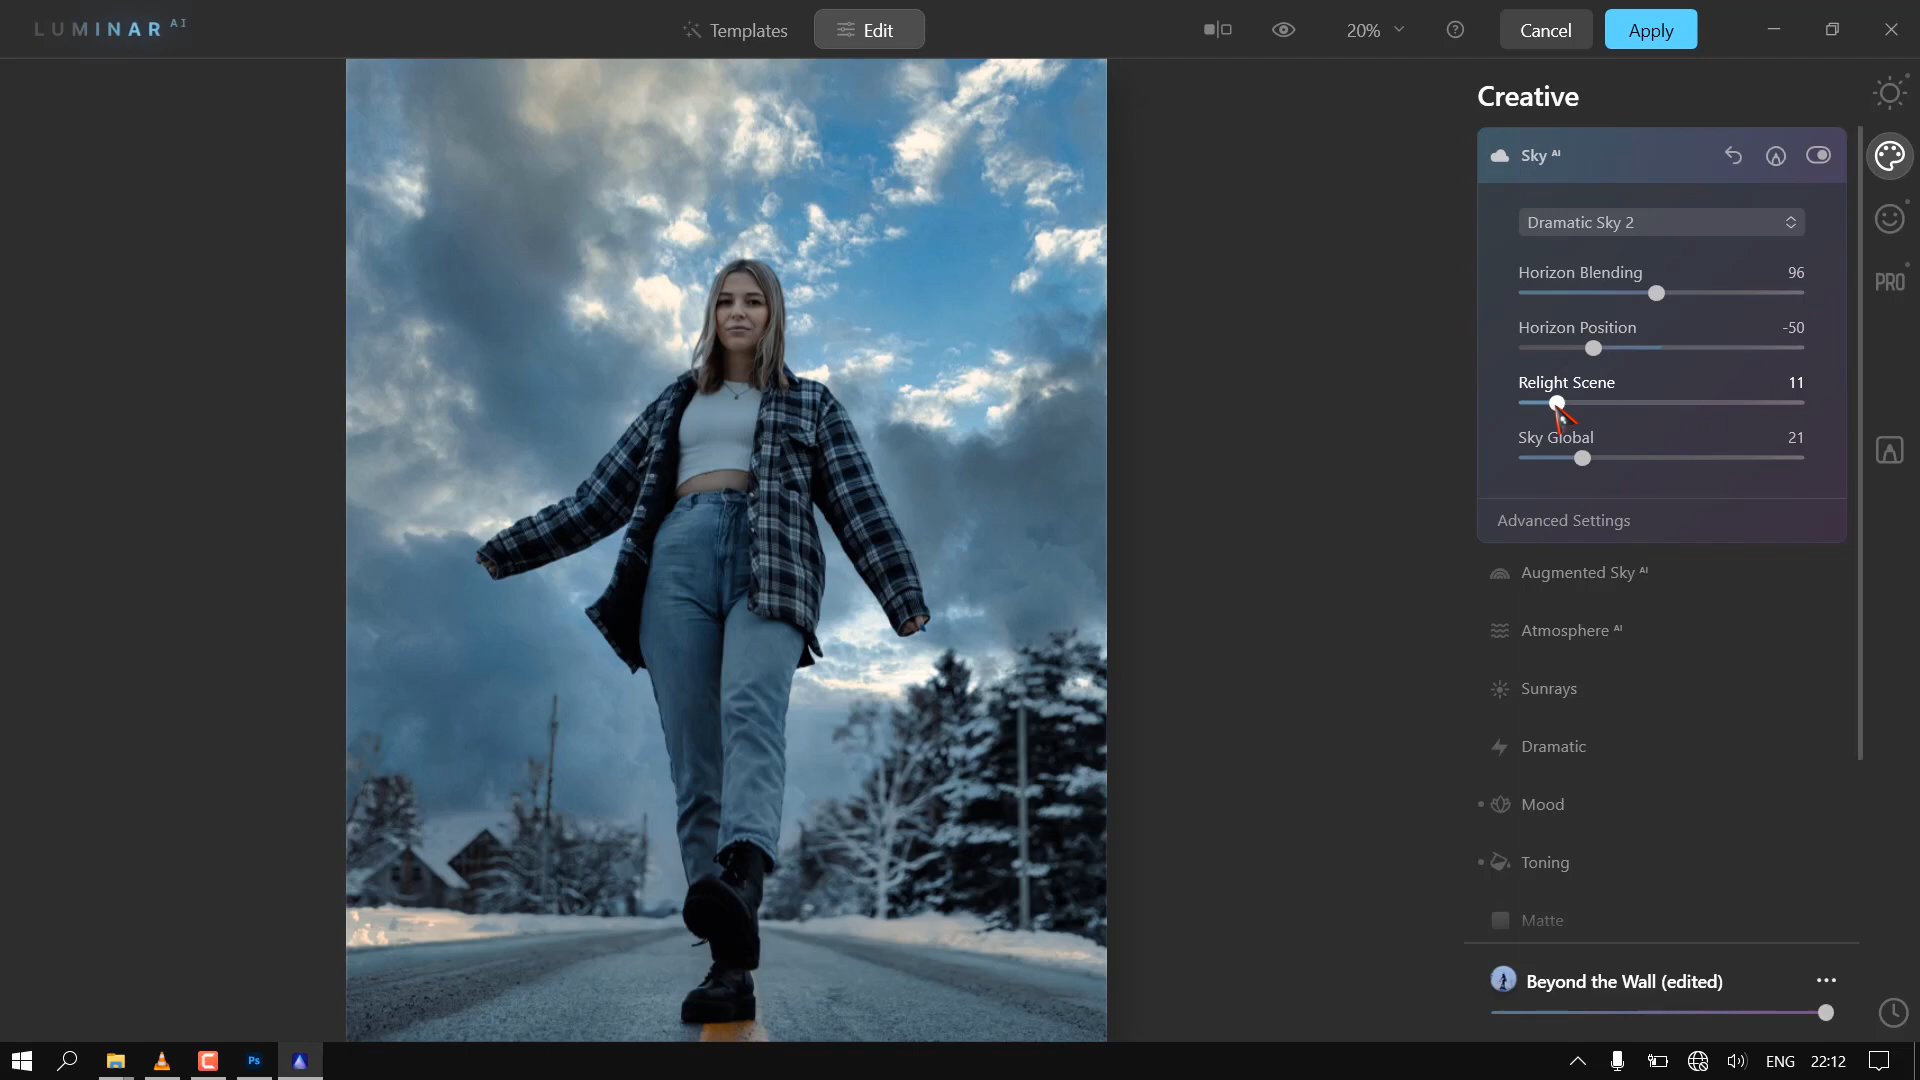 LUMINAR AI
Templates
Edit
20%
Cancel
Apply
Creative
Sky AI
Dramatic Sky 2
Horizon Blending 96
Horizon Position -50
Relight Scene 11
Sky Global 21
Advanced Settings
Augmented Sky AI
Atmosphere AI
Sunrays
Dramatic
Mood
Toning
Matte
PRO
Beyond the Wall (edited)
Ps
ENG 22:12